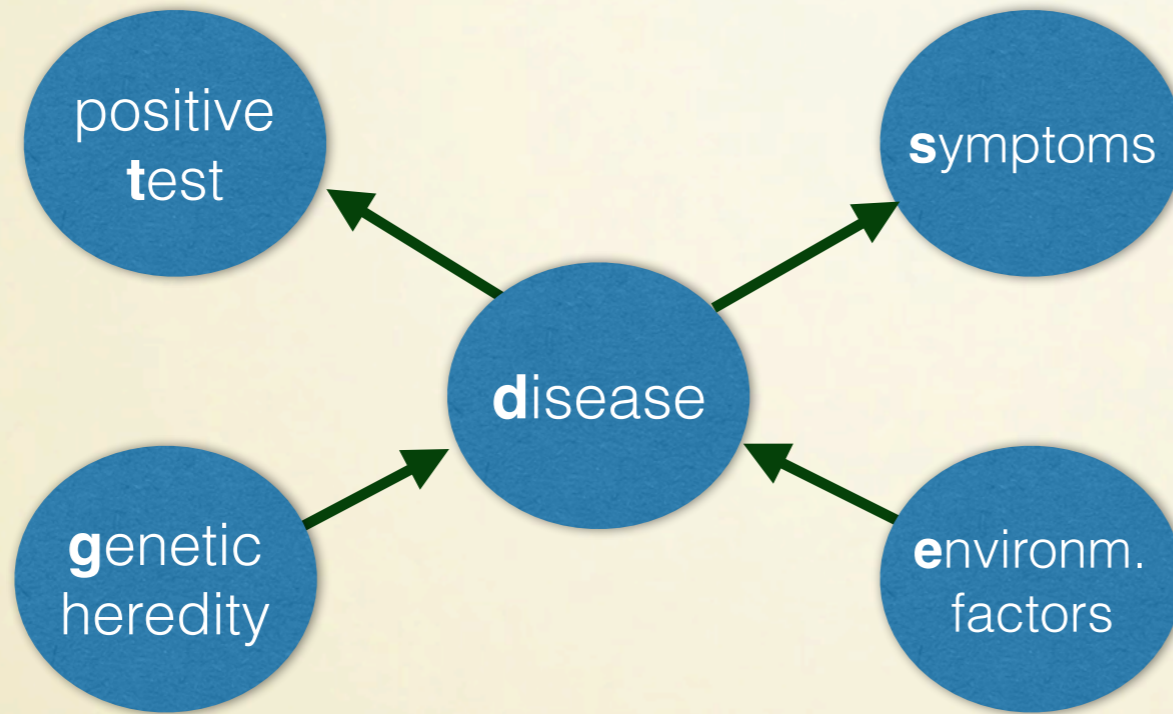 positive
test
symptoms
disease
genetic
heredity
environm.
factors